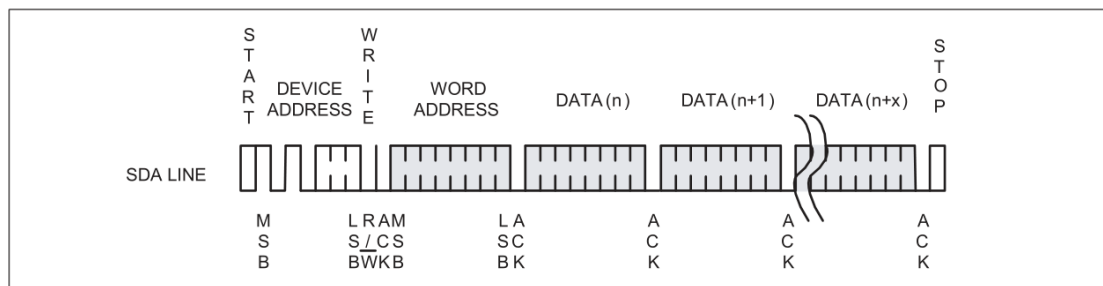 START
WRITE
STOP
DEVICE
ADDRESS
WORD
ADDRESS
DATA (n)
DATA (n+1)
DATA (n+x)
SDA LINE
MSB
LSB
R/W
ACK
MSB
LSB
ACK
ACK
ACK
ACK